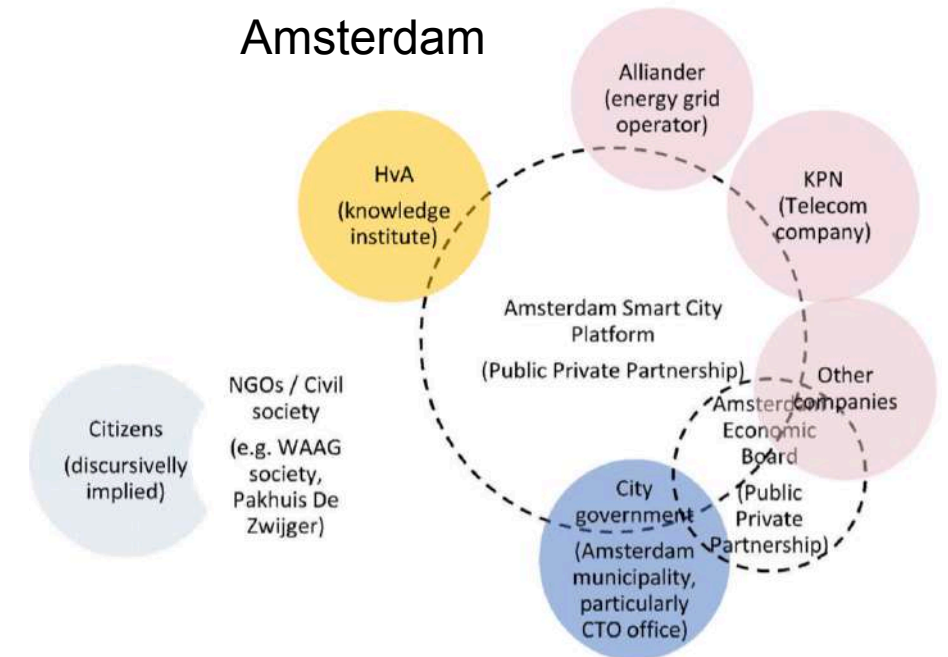 Amsterdam
Alliander
(energy grid
operator)
HvA
(knowledge
institute)
KPN
(Telecom
company)
Amsterdam Smart City
Platform
(Public Private Partnership)
Other
companies
Amsterdam
Economic
Board
(Public
Private
Partnership)
NGOs / Civil
society
(e.g. WAAG
society,
Pakhuis De
Zwijger)
Citizens
(discursivelly
implied)
City
government
(Amsterdam
municipality,
particularly
CTO office)